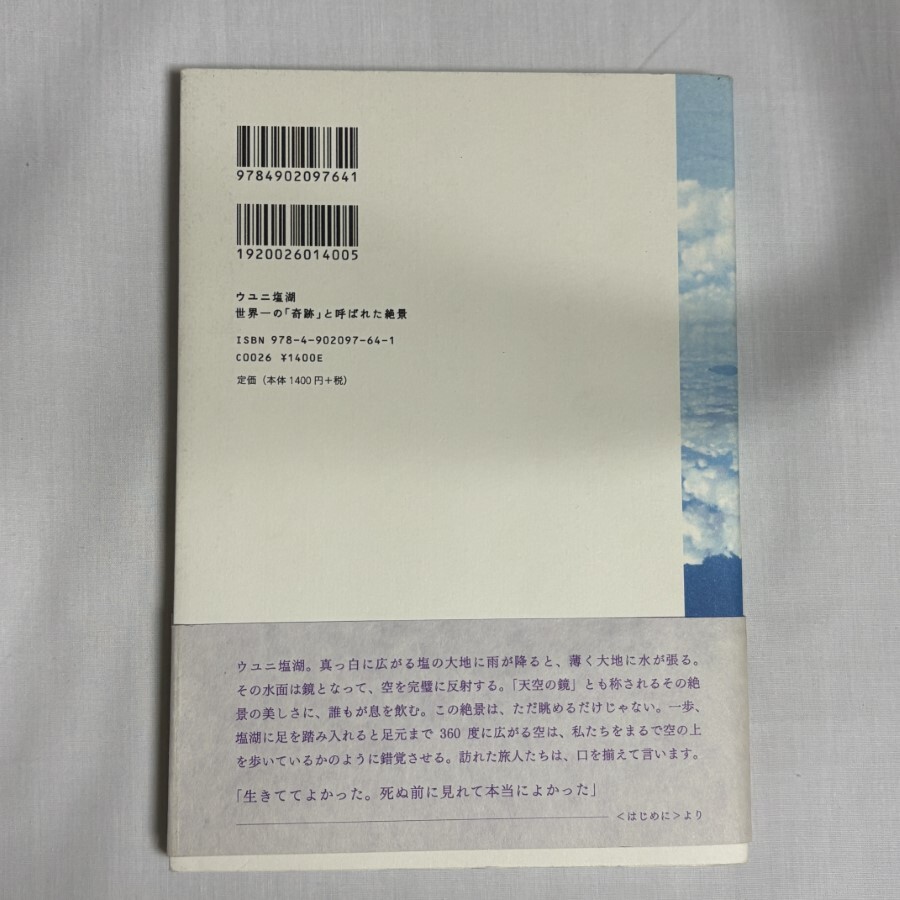 9784902097641
1920026014005
ウユニ塩湖
世界一の「奇跡」と呼ばれた絶景
ISBN 978-4-902097-64-1
C0026 ¥1400E
定価（本体1400円+税）
ウユニ塩湖。真っ白に広がる塩の大地に雨が降ると、薄く大地に水が張る。
その水面は鏡となって、空を完璧に反射する。「天空の鏡」とも称されるその絶
景の美しさに、誰もが息を飲む。この絶景は、ただ眺めるだけじゃない。一歩、
塩湖に足を踏み入れると足元まで 360 度に広がる空は、私たちをまるで空の上
を歩いているかのように錯覚させる。訪れた旅人たちは、口を揃えて言います。
「生きててよかった。死ぬ前に見れて本当によかった」
＜はじめに＞より